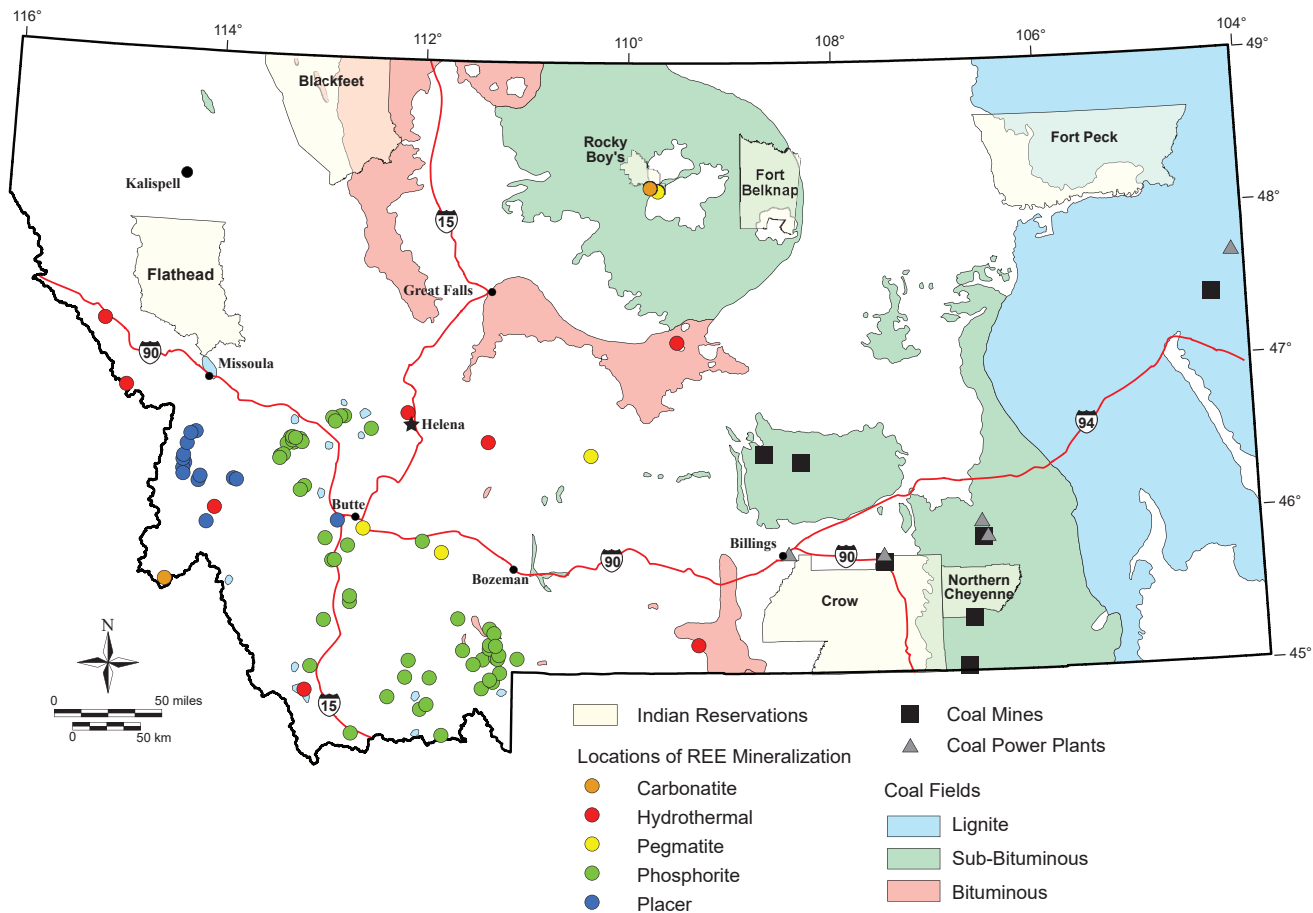 116°
114°
112°
110°
108°
106°
104°
49°
Blackfeet
Rocky
Boy's
Fort
Belknap
Fort Peck
Kalispell
48°
15
Flathead
Great Falls
90
Missoula
47°
Helena
94
46°
Butte
Billings
90
90
Bozeman
Northern
Cheyenne
Crow
45°
N
0
50 miles
0
50 km
15
Indian Reservations
Locations of REE Mineralization
Carbonatite
Hydrothermal
Pegmatite
Phosphorite
Placer
Coal Mines
Coal Power Plants
Coal Fields
Lignite
Sub-Bituminous
Bituminous